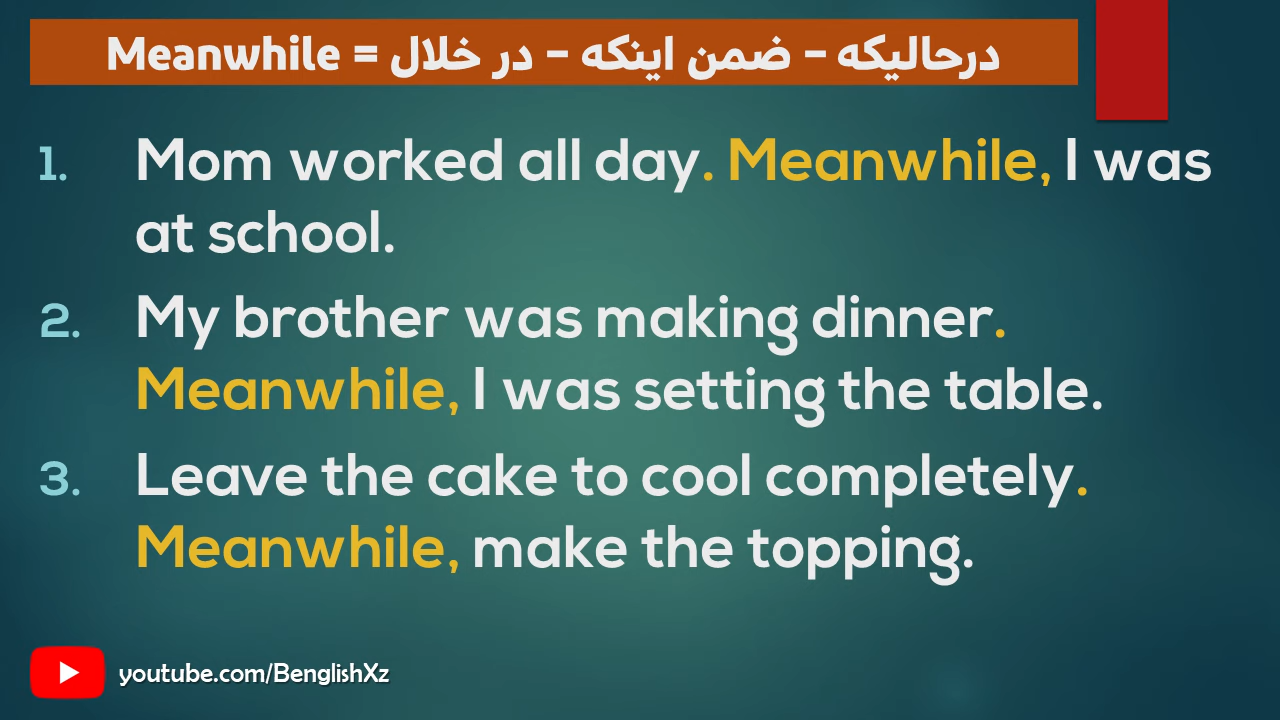 Meanwhile = درحالیکه – ضمن اینکه – در خلال
1. Mom worked all day. Meanwhile, I was
at school.
2. My brother was making dinner.
Meanwhile, I was setting the table.
3. Leave the cake to cool completely.
Meanwhile, make the topping.
youtube.com/BenglishXz